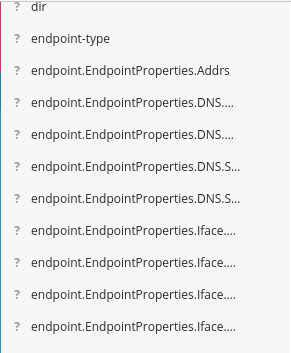 ? dir
? endpoint-type
? endpoint.EndpointProperties.Addrs
? endpoint.EndpointProperties.DNS....
? endpoint.EndpointProperties.DNS....
? endpoint.EndpointProperties.DNS.S...
? endpoint.EndpointProperties.DNS.S...
? endpoint.EndpointProperties.Iface....
? endpoint.EndpointProperties.Iface....
? endpoint.EndpointProperties.Iface....
? endpoint.EndpointProperties.Iface....